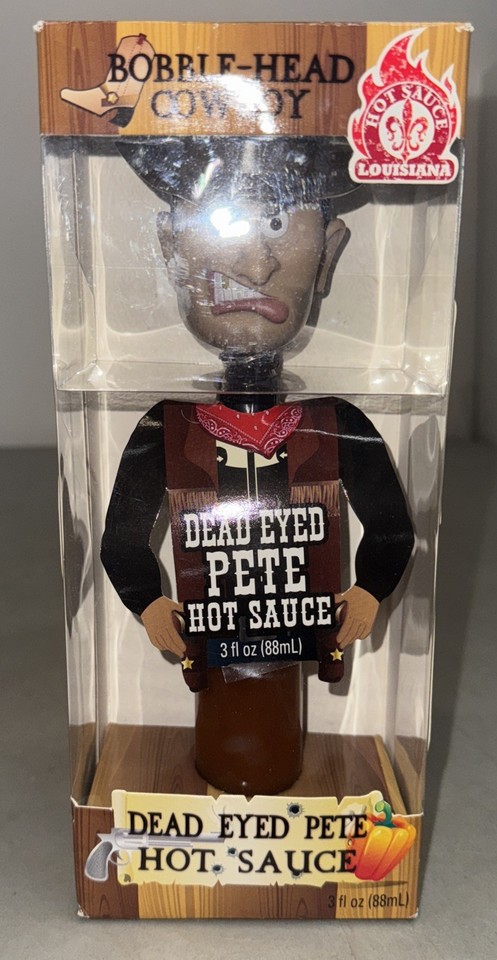 BOBBLE-HEAD
COWBOY
HOT SAUCE
LOUISIANA
DEAD EYED
PETE
HOT SAUCE
3 fl oz (88mL)
DEAD EYED PETE
HOT SAUCE
3 fl oz (88mL)